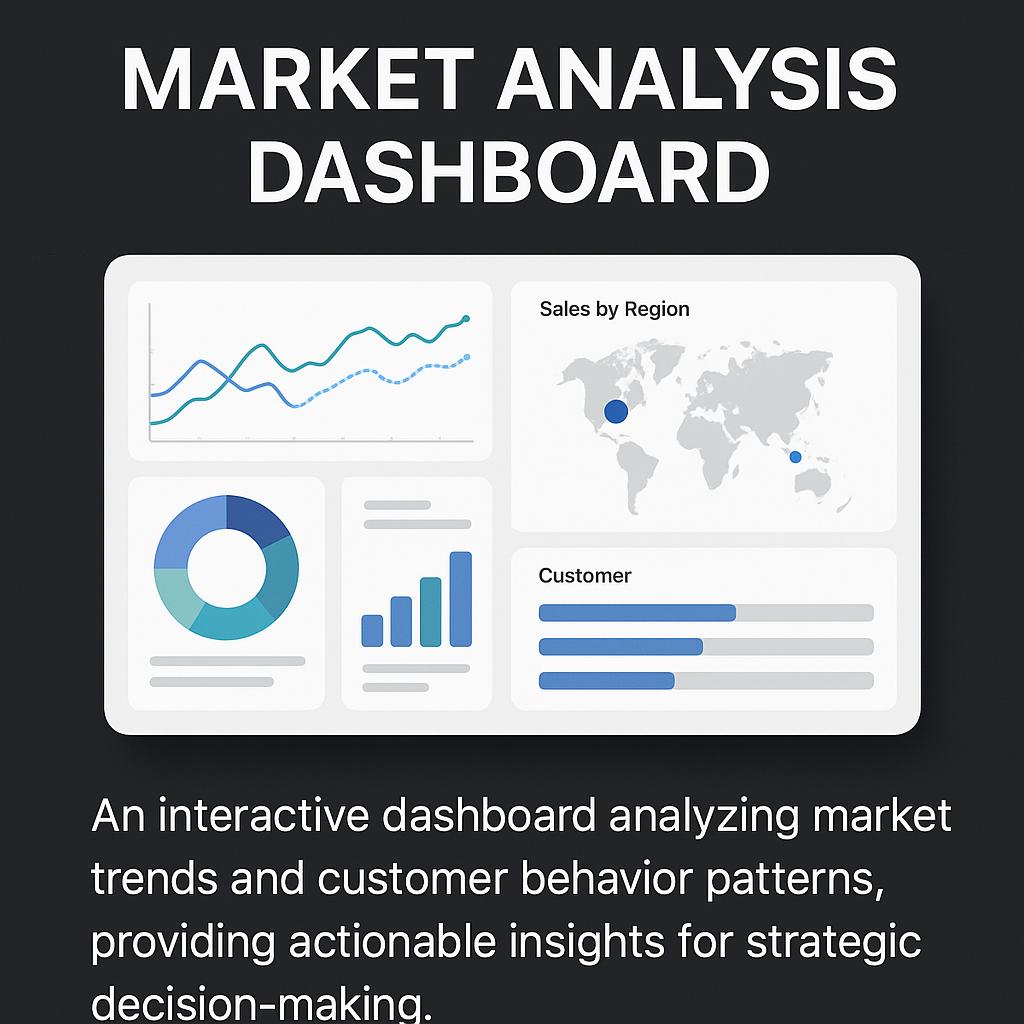 MARKET ANALYSIS
DASHBOARD
Sales by Region
Customer
An interactive dashboard analyzing market
trends and customer behavior patterns,
providing actionable insights for strategic
decision-making.